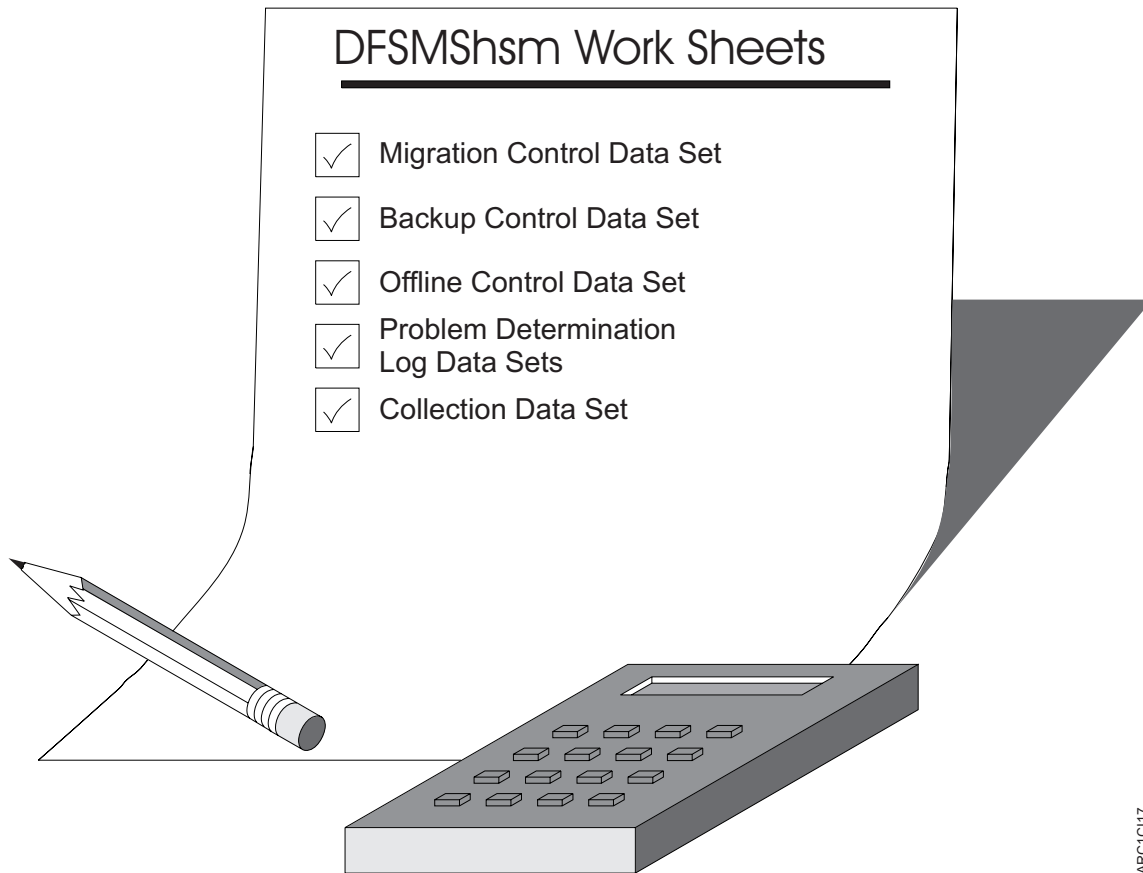 DFSMShsm Work Sheets
Migration Control Data Set
Backup Control Data Set
Offline Control Data Set
Problem Determination
Log Data Sets
Collection Data Set
ARC1CI17